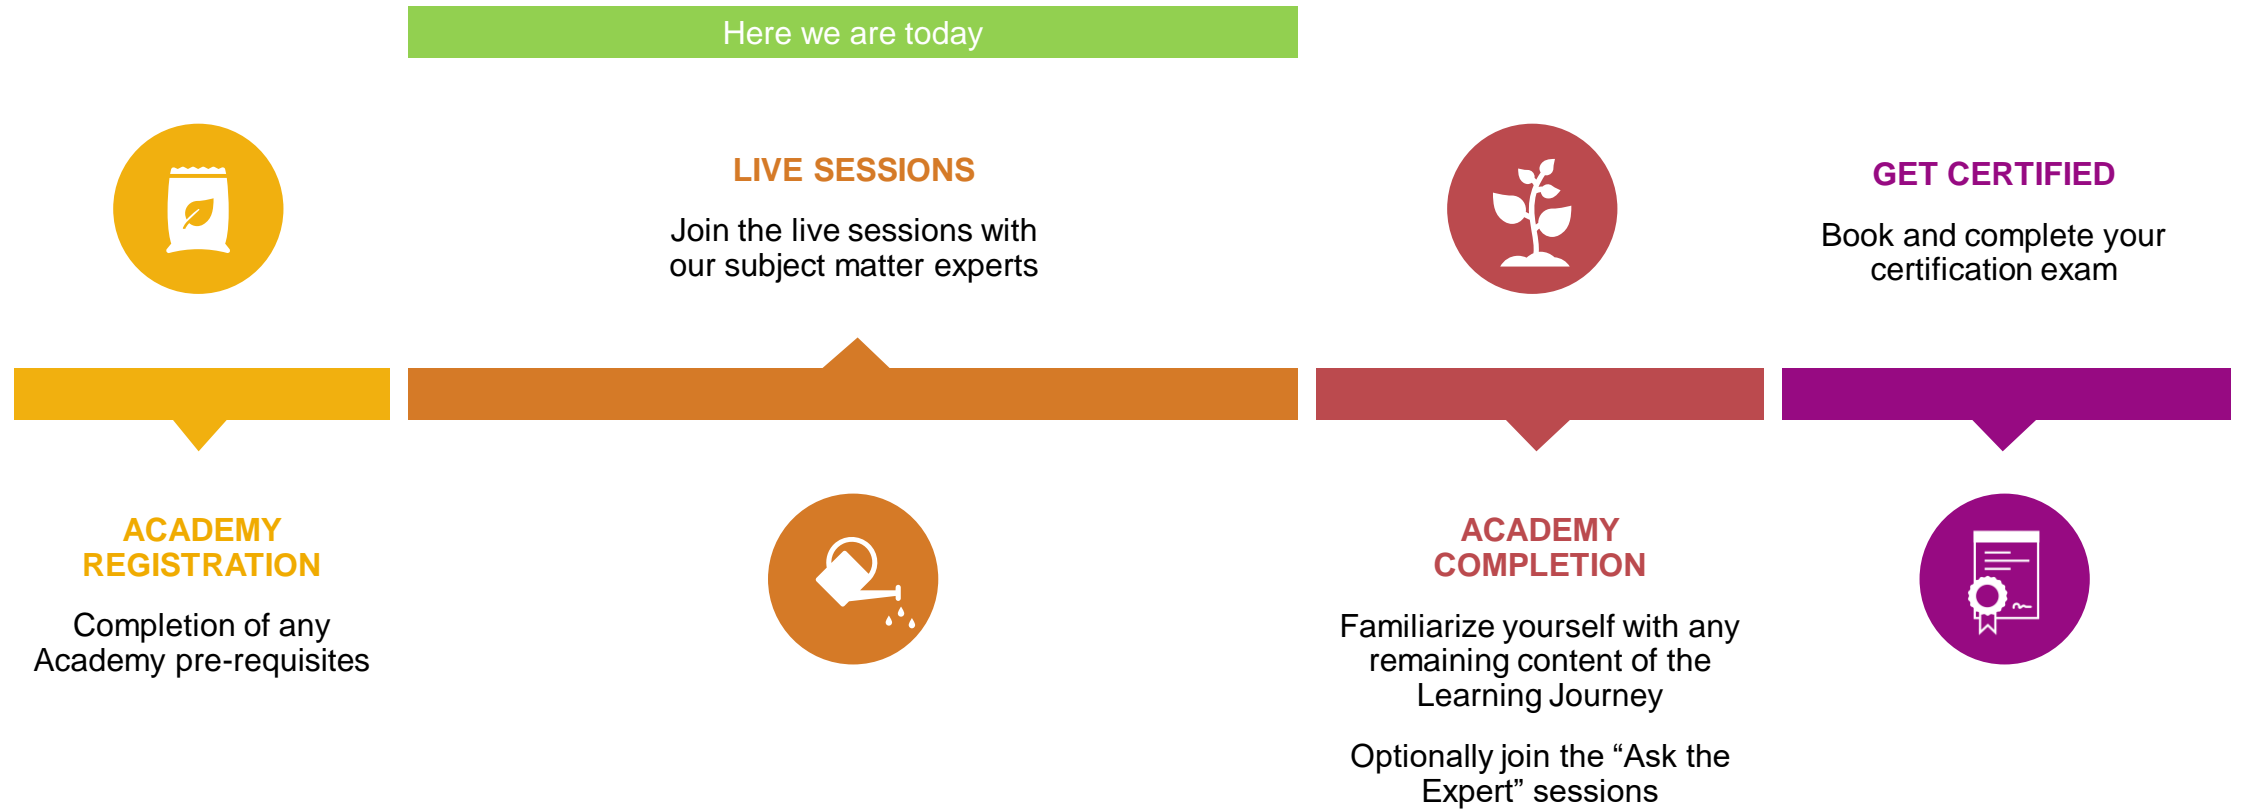 Here we are today
LIVE SESSIONS
Join the live sessions with
our subject matter experts
GET CERTIFIED
Book and complete your
certification exam
ACADEMY
REGISTRATION
Completion of any
Academy pre-requisites
ACADEMY
COMPLETION
Familiarize yourself with any
remaining content of the
Learning Journey
Optionally join the “Ask the
Expert” sessions